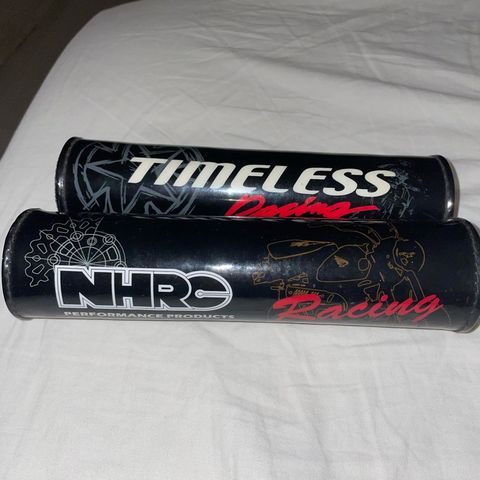 TIMELESS
Racing
NHRC
PERFORMANCE PRODUCTS
Racing